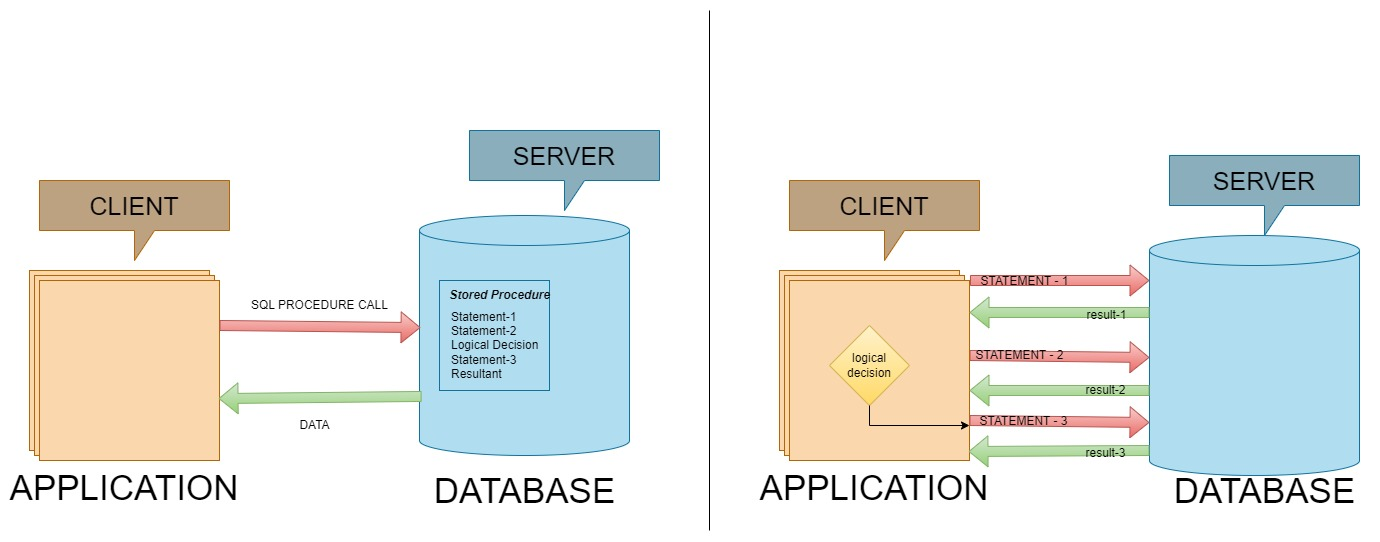 SERVER
CLIENT
SQL PROCEDURE CALL
Stored Procedure
Statement-1
Statement-2
Logical Decision
Statement-3
Resultant
DATA
APPLICATION
DATABASE
SERVER
CLIENT
STATEMENT - 1
result-1
STATEMENT - 2
logical
decision
result-2
STATEMENT - 3
result-3
APPLICATION
DATABASE